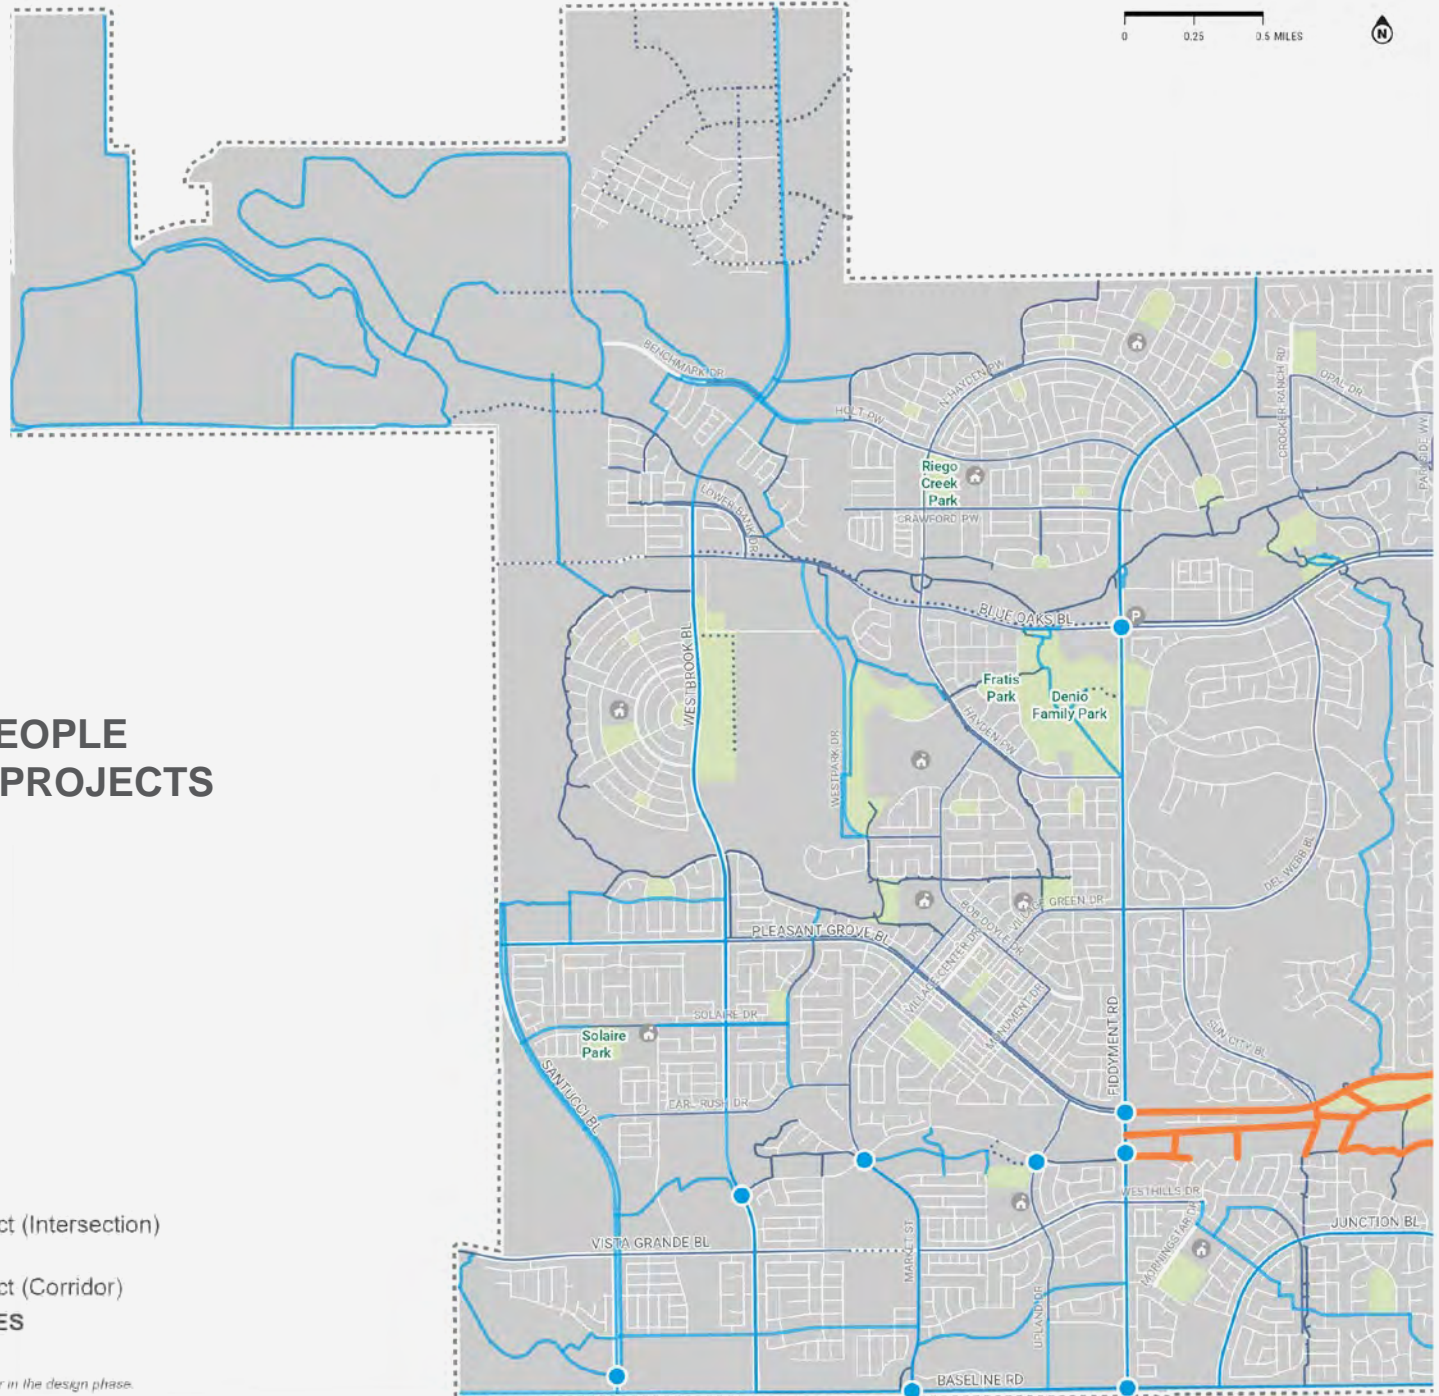 0 0.25 0.5 MILES
N
BENCHMARK DR
HOLT PW
N HAYDEN PW
CROCKER RANCH RD
OPAL DR
PARKSIDE WY
Riego
Creek
Park
CRAWFORD PW
LOWER BANK DR
BLUE OAKS BL
P
WESTBROOK BL
Fratis
Park
Denio
Family Park
HAYDEN PW
WESTPARK DR
EOPLE
PROJECTS
DEL WEBB BL
VILLAGE GREEN DR
BOB DOYLE DR
PLEASANT GROVE BL
VILLAGE CENTER DR
MONUMENT DR
FIDDYMENT RD
SOLAIRE DR
Solaire
Park
SUN CITY BL
SANTUCCI BL
EARL RUSH DR
WESTHILLS DR
MORNINGSTAR DR
JUNCTION BL
VISTA GRANDE BL
MARKET ST
UPLAND DR
BASELINE RD
ct (Intersection)
ct (Corridor)
ES
r in the design phase.